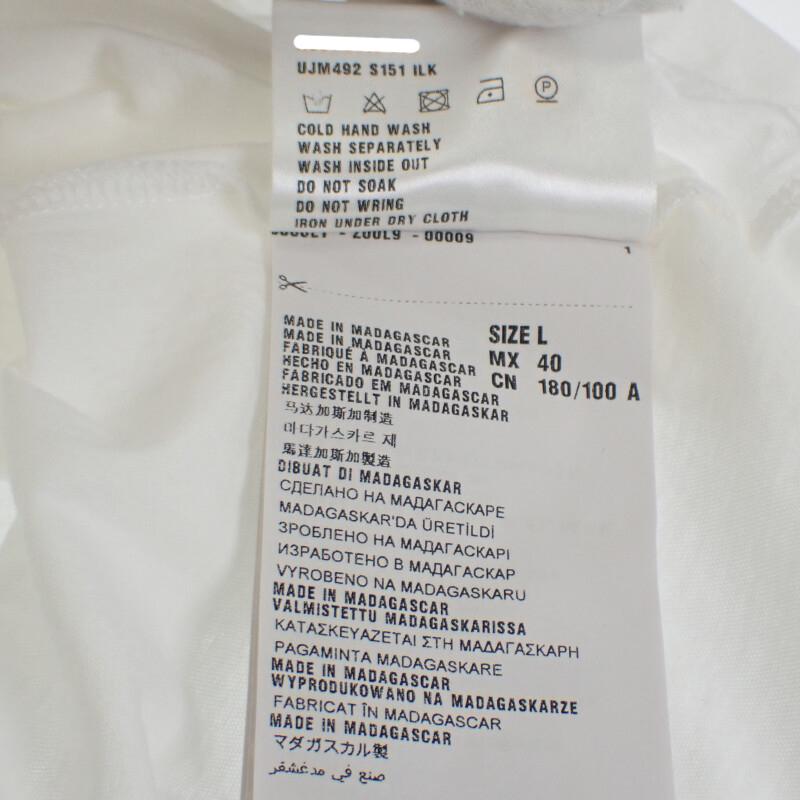 UJM492 S151 ILK
P
COLD HAND WASH
WASH SEPARATELY
WASH INSIDE OUT
DO NOT SOAK
DO NOT WRING
IRON UNDER DRY CLOTH
- 00009
1
MADE IN MADAGASCAR
MADE IN MADAGASCAR
FABRIQUÉ À MADAGASCAR
HECHO EN MADAGASCAR
FABRICADO EM MADAGASCAR
HERGESTELLT IN MADAGASKAR
马达加斯加制造
마다가스카르 제
馬達加斯加製造
DIBUAT DI MADAGASKAR
СДЕЛАНО НА МАДАГАСКАРЕ
MADAGASKAR'DA ÜRETİLDİ
ЗРОБЛЕНО НА МАДАГАСКАРІ
ИЗРАБОТЕНО В МАДАГАСКАР
VYROBENO NA MADAGASKARU
MADE IN MADAGASCAR
VALMISTETTU MADAGASKARISSA
ΚΑΤΑΣΚΕΥΑΖΕΤΑΙ ΣΤΗ ΜΑΔΑΓΑΣΚΑΡΗ
PAGAMINTA MADAGASKARE
MADE IN MADAGASCAR
WYPRODUKOWANO NA MADAGASKARZE
FABRICAT ÎN MADAGASCAR
MADE IN MADAGASCAR
マダガスカル製
صنع في مدغشقر
SIZE L
MX 40
CN 180/100 A